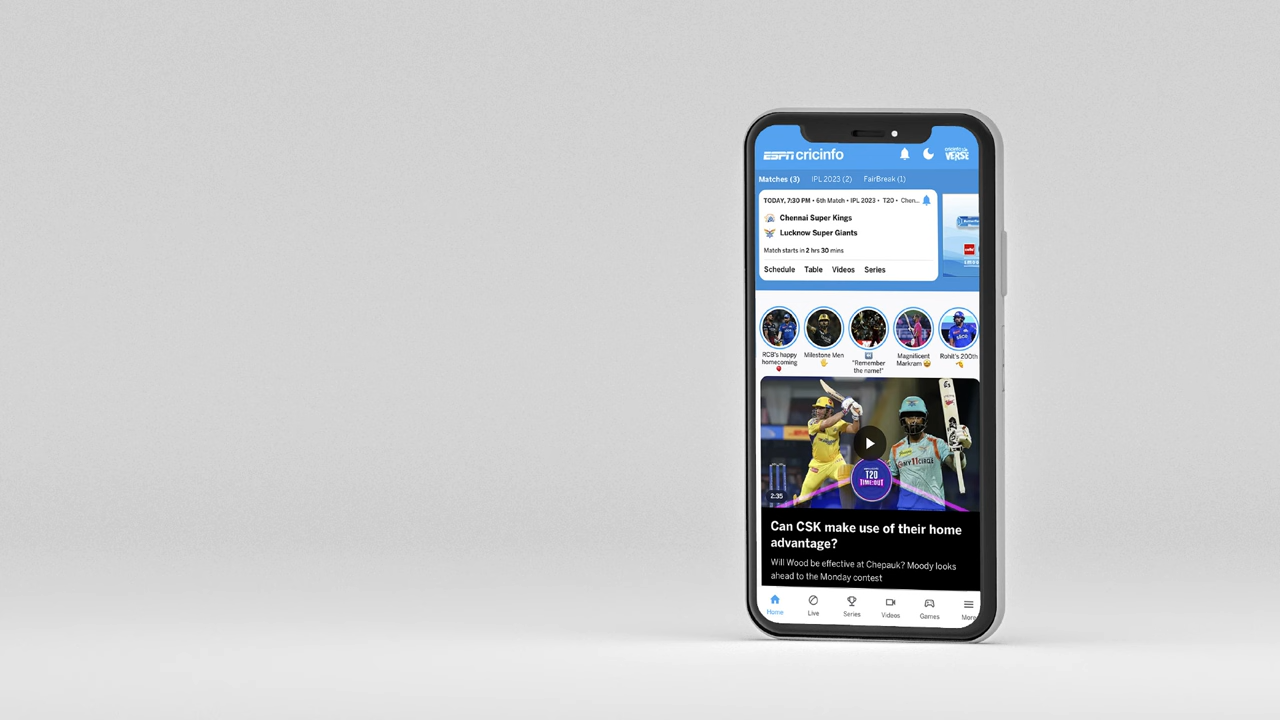 ESPN cricinfo
cricinfo VERSE
Matches (3) IPL 2023 (2) FairBreak (1)
TODAY, 7:30 PM • 6th Match • IPL 2023 • T20 • Chen...
Chennai Super Kings
Lucknow Super Giants
Match starts in 2 hrs 30 mins
Schedule Table Videos Series
RCB's happy homecoming
Milestone Men
"Remember the name!"
Magnificent Markram
Rohit's 200th
MY11CIRCLE
T20
TIME:OUT
2:35
Can CSK make use of their home
advantage?
Will Wood be effective at Chepauk? Moody looks
ahead to the Monday contest
Home Live Series Videos Games More